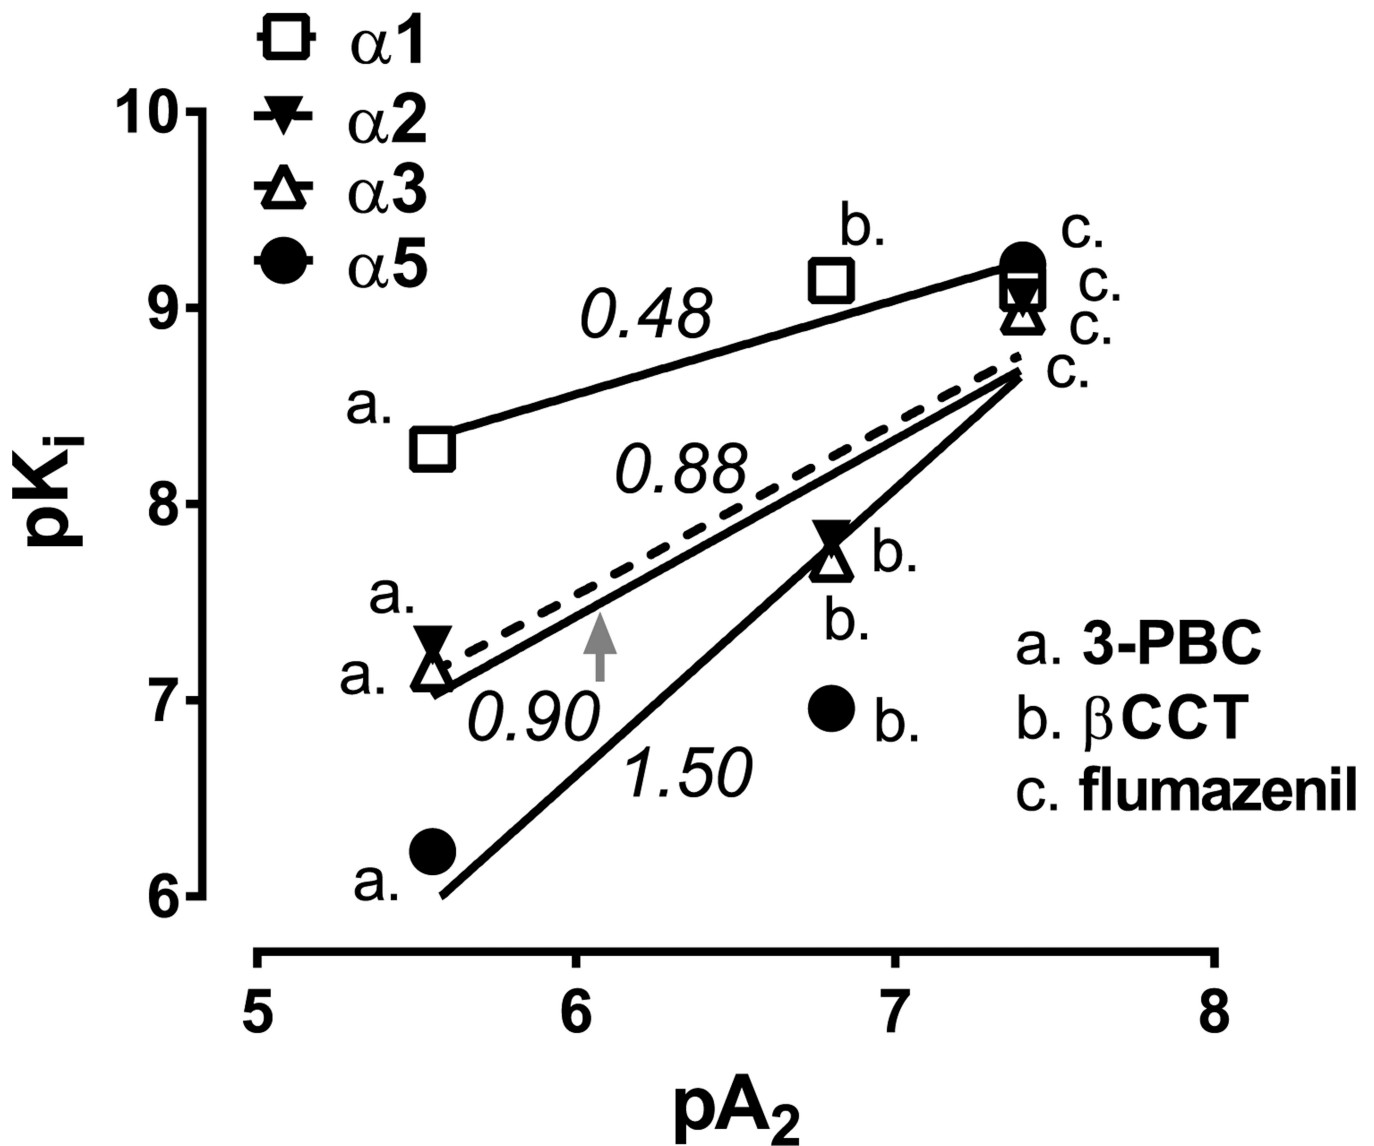 α1
α2
α3
α5
10
9
8
7
6
pKi
b.
c.
c.
c.
c.
0.48
a.
0.88
b.
b.
a.
a.
0.90
1.50
b.
a.
a. 3-PBC
b. βCCT
c. flumazenil
5
6
7
8
pA2